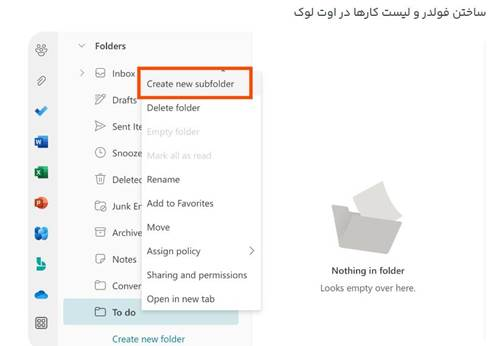 ساختن فولدر و لیست کارها در اوت لوک
Folders
Inbox
Create new subfolder
Drafts
Delete folder
Sent Ite
Empty folder
Snooze
Mark all as read
Deleted
Rename
Junk Em
Add to Favorites
Archive
Move
Notes
Assign policy
Conver
Sharing and permissions
To do
Open in new tab
Create new folder
Nothing in folder
Looks empty over here.